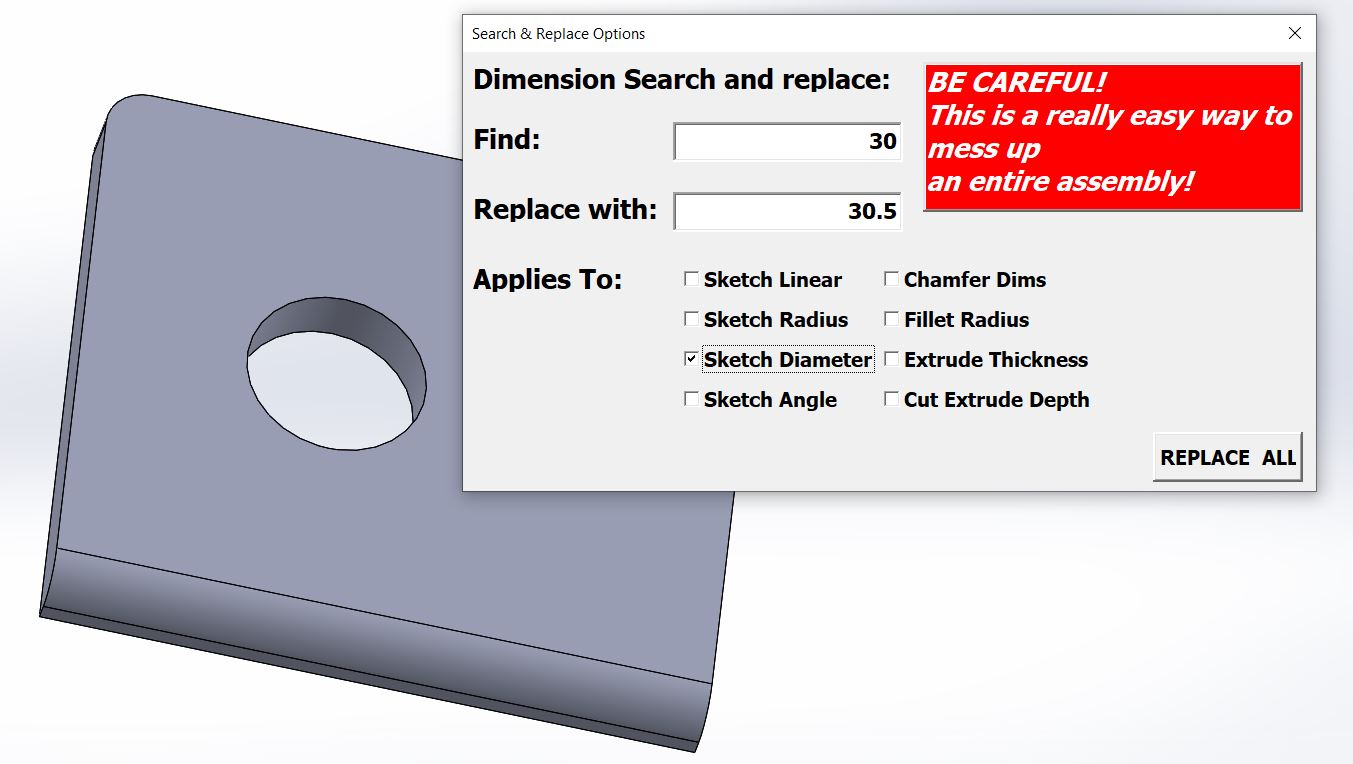 Search & Replace Options
Dimension Search and replace:
BE CAREFUL!
This is a really easy way to
mess up
an entire assembly!
Find:
30
Replace with:
30.5
Applies To:
Sketch Linear
Chamfer Dims
Sketch Radius
Fillet Radius
Sketch Diameter
Extrude Thickness
Sketch Angle
Cut Extrude Depth
REPLACE ALL